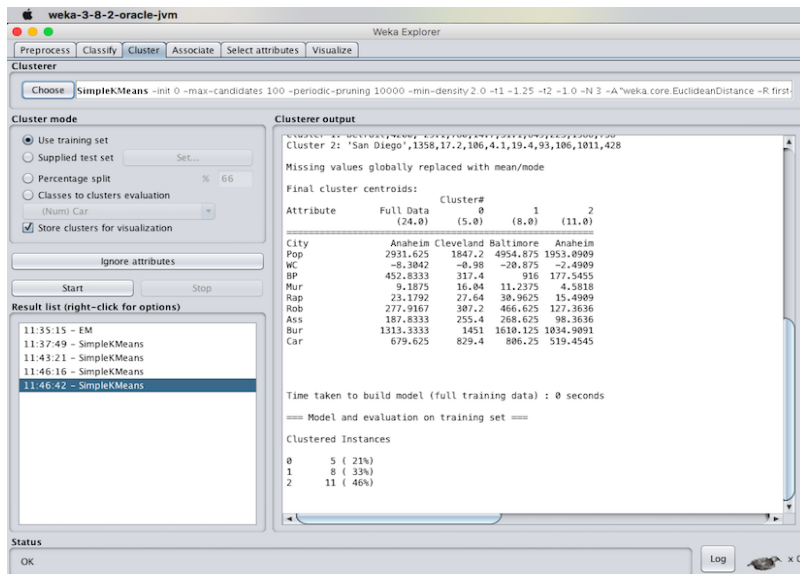 weka-3-8-2-oracle-jvm
Weka Explorer
Preprocess Classify Cluster Associate Select attributes Visualize
Clusterer
Choose SimpleKMeans -init 0 -max-candidates 100 -periodic-pruning 10000 -min-density 2.0 -t1 -1.25 -t2 -1.0 -N 3 -A "weka.core.EuclideanDistance -R first-
Cluster mode
Use training set
Supplied test set Set...
Percentage split % 66
Classes to clusters evaluation
(Num) Car
Store clusters for visualization
Ignore attributes
Start Stop
Result list (right-click for options)
11:35:15 - EM
11:37:49 - SimpleKMeans
11:43:21 - SimpleKMeans
11:46:16 - SimpleKMeans
11:46:42 - SimpleKMeans
Clusterer output
Cluster 2: 'San Diego',1358,17.2,106,4.1,19.4,93,106,1011,428
Missing values globally replaced with mean/mode
Final cluster centroids:
Cluster#
Attribute Full Data 0 1 2
(24.0) (5.0) (8.0) (11.0)
==========================================================
City Anaheim Cleveland Baltimore Anaheim
Pop 2931.625 1847.2 4954.875 1953.0909
WC -8.3042 -0.98 -20.875 -2.4909
BP 452.8333 317.4 916 177.5455
Mur 9.1875 16.04 11.2375 4.5818
Rap 23.1792 27.64 30.9625 15.4909
Rob 277.9167 307.2 466.625 127.3636
Ass 187.8333 255.4 268.625 98.3636
Bur 1313.3333 1451 1610.125 1034.9091
Car 679.625 829.4 806.25 519.4545
Time taken to build model (full training data) : 0 seconds
=== Model and evaluation on training set ===
Clustered Instances
0 5 ( 21%)
1 8 ( 33%)
2 11 ( 46%)
Status
OK
Log x 0